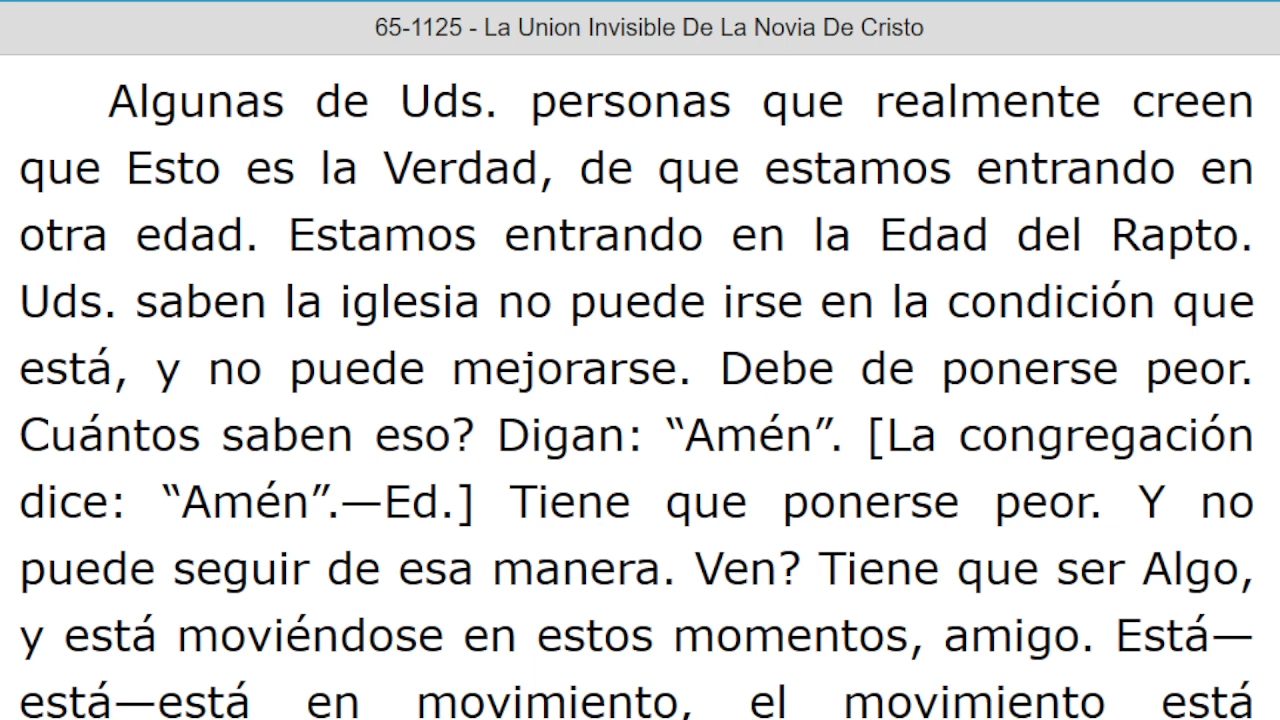 65-1125 - La Union Invisible De La Novia De Cristo
Algunas de Uds. personas que realmente creen
que Esto es la Verdad, de que estamos entrando en
otra edad. Estamos entrando en la Edad del Rapto.
Uds. saben la iglesia no puede irse en la condición que
está, y no puede mejorarse. Debe de ponerse peor.
Cuántos saben eso? Digan: “Amén”. [La congregación
dice: “Amén”.—Ed.] Tiene que ponerse peor. Y no
puede seguir de esa manera. Ven? Tiene que ser Algo,
y está moviéndose en estos momentos, amigo. Está—
está—está en movimiento, el movimiento está